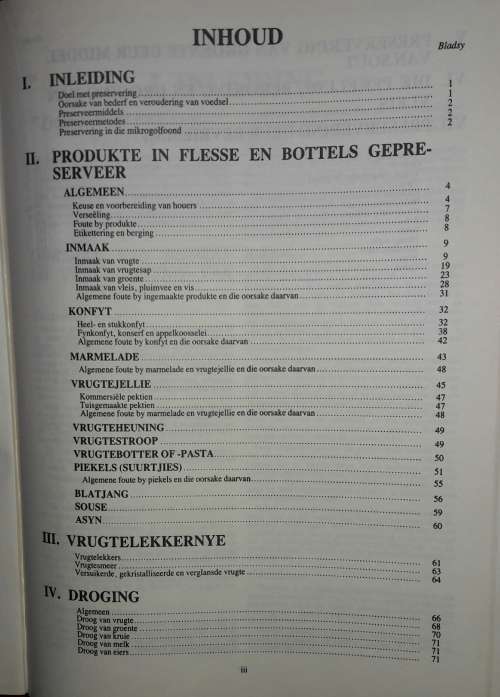 INHOUD
Bladsy
I. INLEIDING
Doel met preservering 1
Oorsake van bederf en veroudering van voedsel 1
Preserveermiddels 2
Preserveermetodes 2
Preservering in die mikrogolfoond 2
II. PRODUKTE IN FLESSE EN BOTTELS GEPRE-
SERVEER
ALGEMEEN 4
Keuse en voorbereiding van houers 4
Verseëling 7
Foute by produkte 8
Etikettering en berging 8
INMAAK 9
Inmaak van vrugte 9
Inmaak van vrugtesap 19
Inmaak van groente 23
Inmaak van vleis, pluimvee en vis 28
Algemene foute by ingemaakte produkte en die oorsake daarvan 31
KONFYT 32
Heel- en stukkonfyt 32
Fynkonfyt, konserf en appelkoosselei 38
Algemene foute by konfyt en die oorsake daarvan 42
MARMELADE 43
Algemene foute by marmelade en vrugtejellie en die oorsake daarvan 48
VRUGTEJELLIE 45
Kommersiële pektien 47
Tuisgemaakte pektien 47
Algemene foute by marmelade en vrugtejellie en die oorsake daarvan 48
VRUGTEHEUNING 49
VRUGTESTROOP 49
VRUGTEBOTTER OF -PASTA 50
PIEKELS (SUURTJIES) 51
Algemene foute by piekels en die oorsake daarvan 55
BLATJANG 56
SOUSE 59
ASYN 60
III. VRUGTELEKKERNYE
Vrugtelekkers 61
Vrugtesmeer 63
Versuikerde, gekristalliseerde en verglansde vrugte 64
IV. DROGING
Algemeen 66
Droog van vrugte 68
Droog van groente 70
Droog van kruie 71
Droog van melk 71
Droog van eiers 71
iii